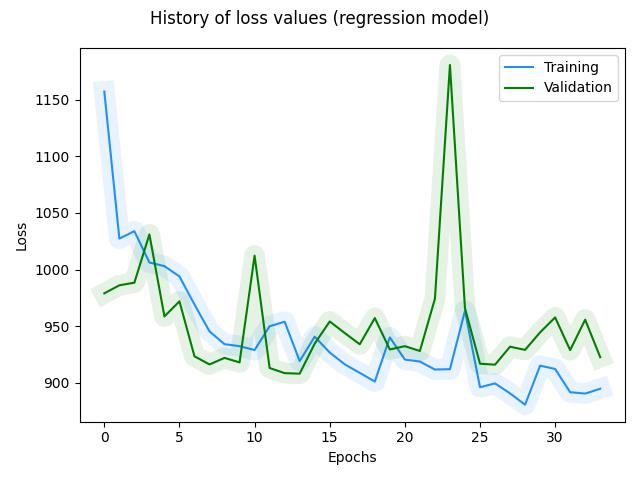 History of loss values (regression model)
Training
Validation
1150
1100
1050
1000
950
900
Loss
0 5 10 15 20 25 30
Epochs